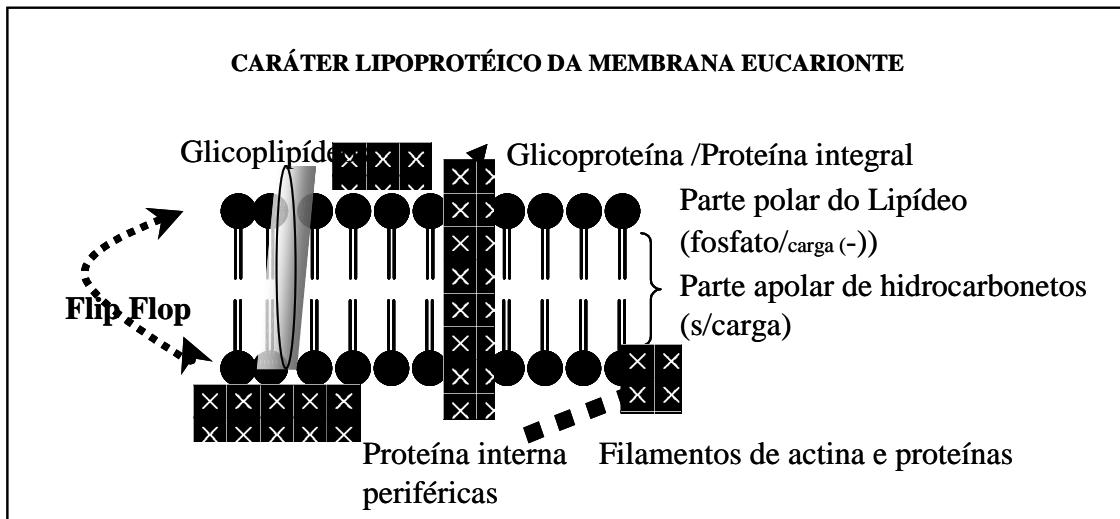 CARÁTER LIPOPROTÉICO DA MEMBRANA EUCARIONTE
Glicoproteína /Proteína integral
Parte polar do Lipídeo
(fosfato/carga (-))
Parte apolar de hidrocarbonetos
(s/carga)
Flip Flop
Proteína interna
periféricas
Filamentos de actina e proteínas